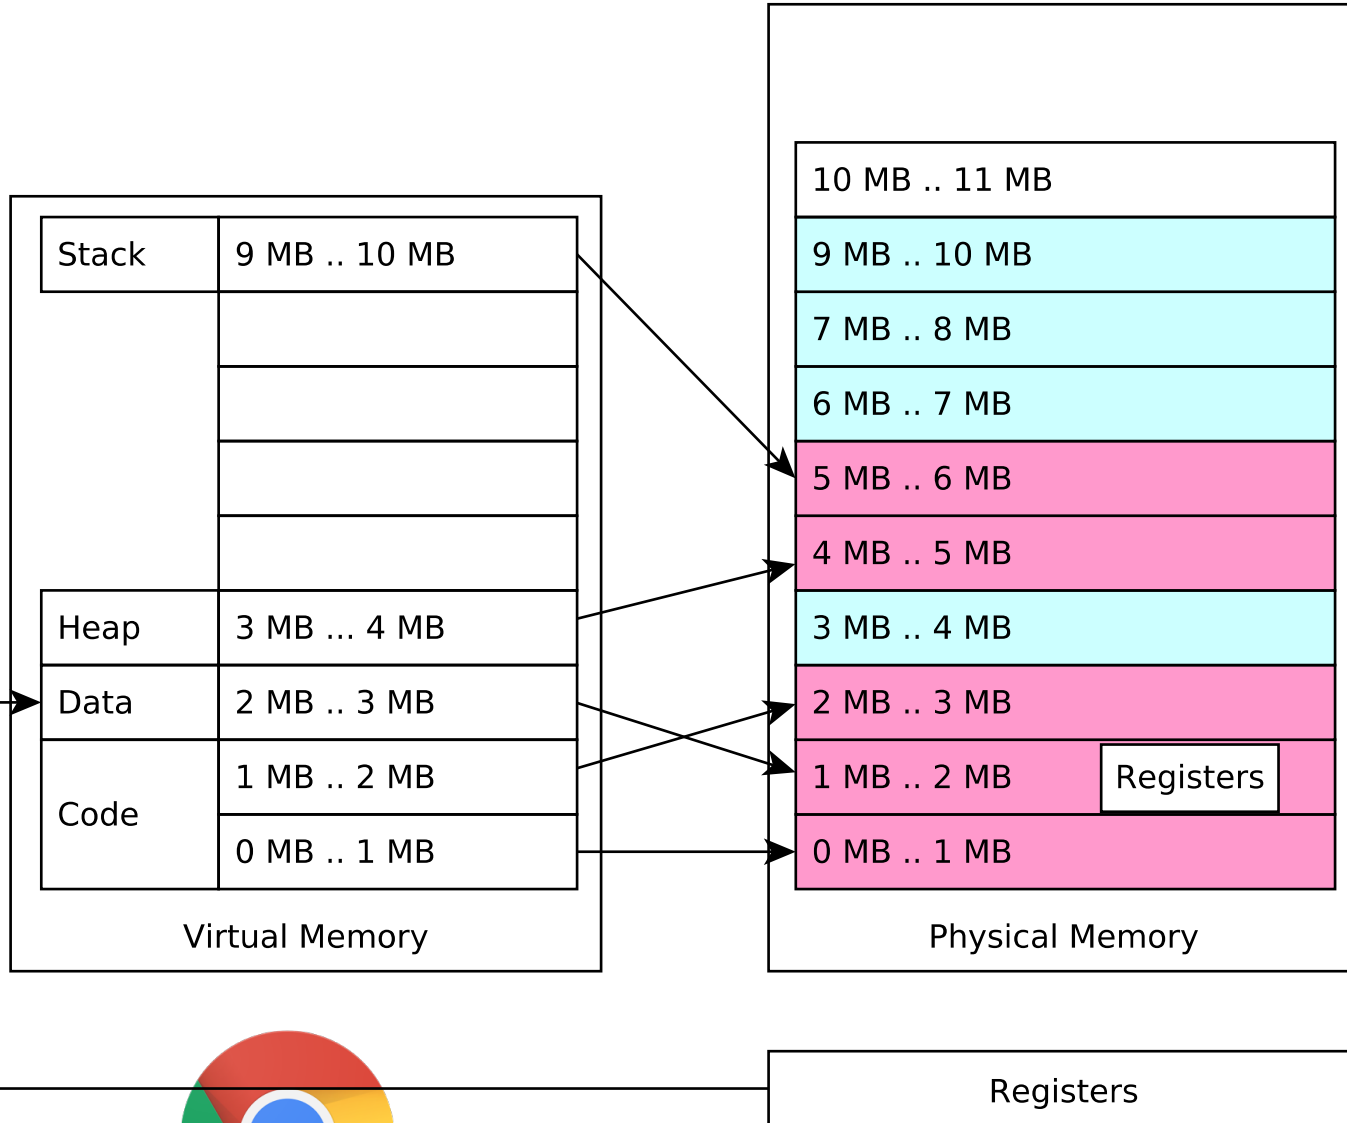 Stack 9 MB .. 10 MB
Heap 3 MB ... 4 MB
Data 2 MB .. 3 MB
Code
1 MB .. 2 MB
0 MB .. 1 MB
Virtual Memory
10 MB .. 11 MB
9 MB .. 10 MB
7 MB .. 8 MB
6 MB .. 7 MB
5 MB .. 6 MB
4 MB .. 5 MB
3 MB .. 4 MB
2 MB .. 3 MB
1 MB .. 2 MB Registers
0 MB .. 1 MB
Physical Memory
Registers